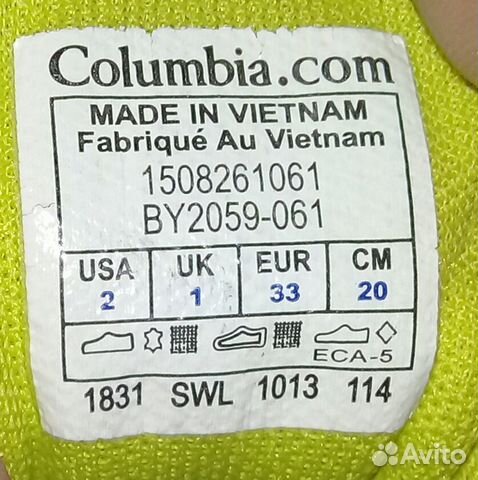 Columbia.com
MADE IN VIETNAM
Fabriqué Au Vietnam
1508261061
BY2059-061
USA UK EUR CM
2 1 33 20
ECA-5
1831 SWL 1013 114
Avito